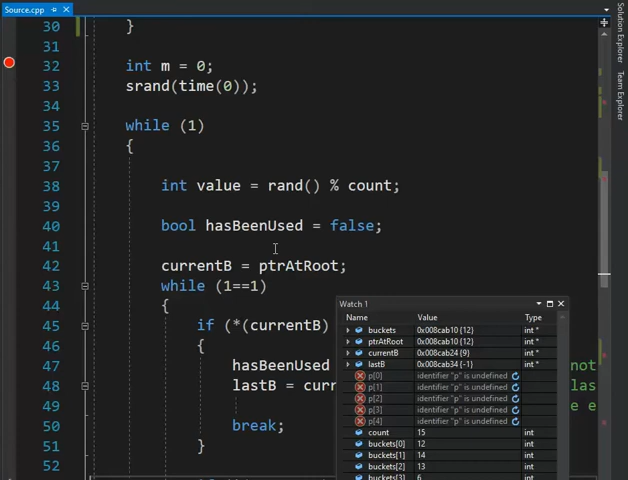 Source.cpp
30 }
31
32 int m = 0;
33 srand(time(0));
34
35 while (1)
36 {
37
38 int value = rand() % count;
39
40 bool hasBeenUsed = false;
41
42 currentB = ptrAtRoot;
43 while (1==1)
44 {
45 if (*(currentB)
46 {
47 hasBeenUsed not
48 lastB = curr las
49 e e
50 break;
51 }
52
Watch 1
Name Value Type
buckets 0x008cab10 {12} int *
ptrAtRoot 0x008cab10 {12} int *
currentB 0x008cab24 {9} int *
lastB 0x008cab34 {-1} int *
p[0] identifier "p" is undefined
p[1] identifier "p" is undefined
p[2] identifier "p" is undefined
p[3] identifier "p" is undefined
p[4] identifier "p" is undefined
count 15 int
buckets[0] 12 int
buckets[1] 14 int
buckets[2] 13 int
buckets[3] 6 int
Solution Explorer
Team Explorer